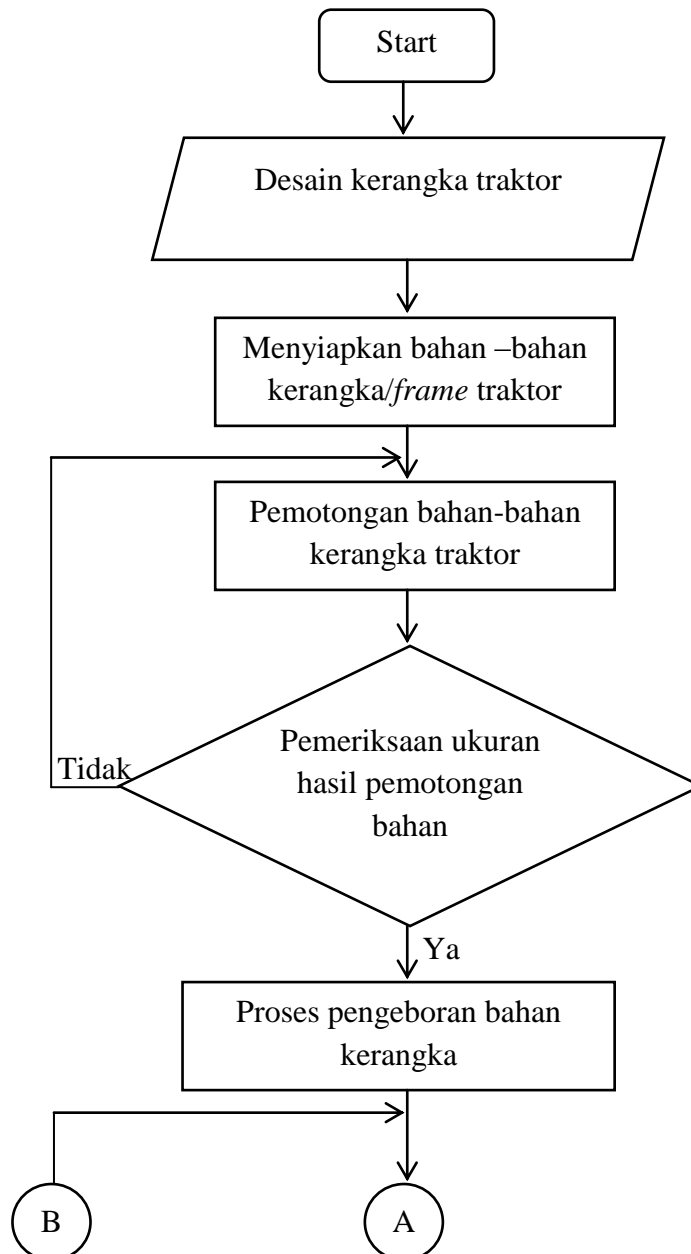 Start
Desain kerangka traktor
Menyiapkan bahan –bahan
kerangka/frame traktor
Pemotongan bahan-bahan
kerangka traktor
Pemeriksaan ukuran
hasil pemotongan
bahan
Tidak
Ya
Proses pengeboran bahan
kerangka
B
A